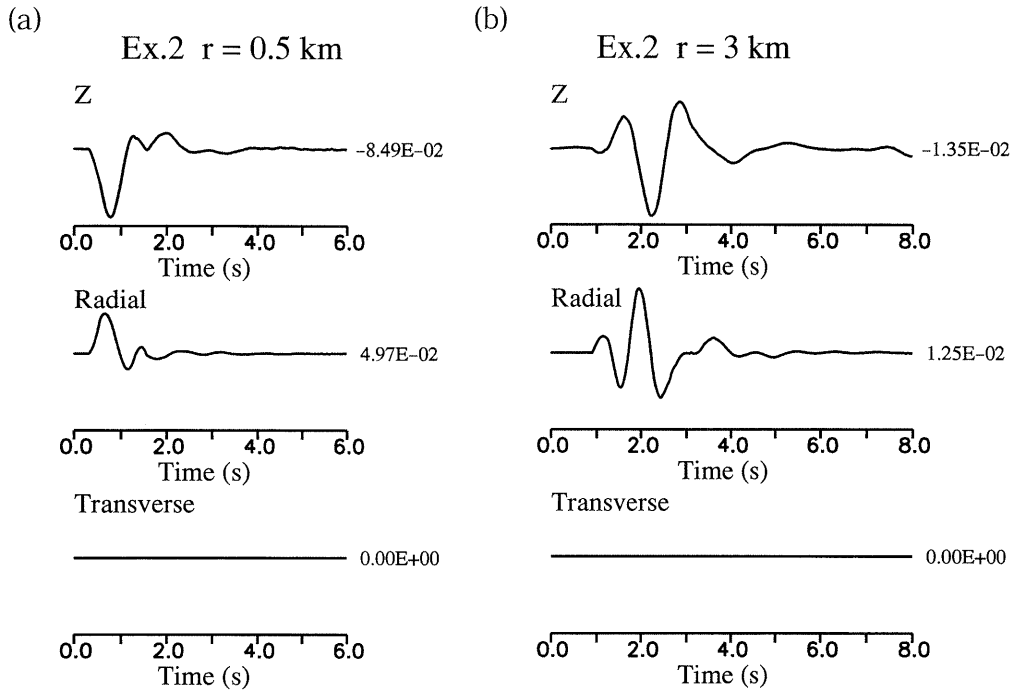 (a)
Ex.2 r = 0.5 km
Z
-8.49E-02
0.0 2.0 4.0 6.0
Time (s)
Radial
4.97E-02
0.0 2.0 4.0 6.0
Time (s)
Transverse
0.00E+00
0.0 2.0 4.0 6.0
Time (s)
(b)
Ex.2 r = 3 km
Z
-1.35E-02
0.0 2.0 4.0 6.0 8.0
Time (s)
Radial
1.25E-02
0.0 2.0 4.0 6.0 8.0
Time (s)
Transverse
0.00E+00
0.0 2.0 4.0 6.0 8.0
Time (s)